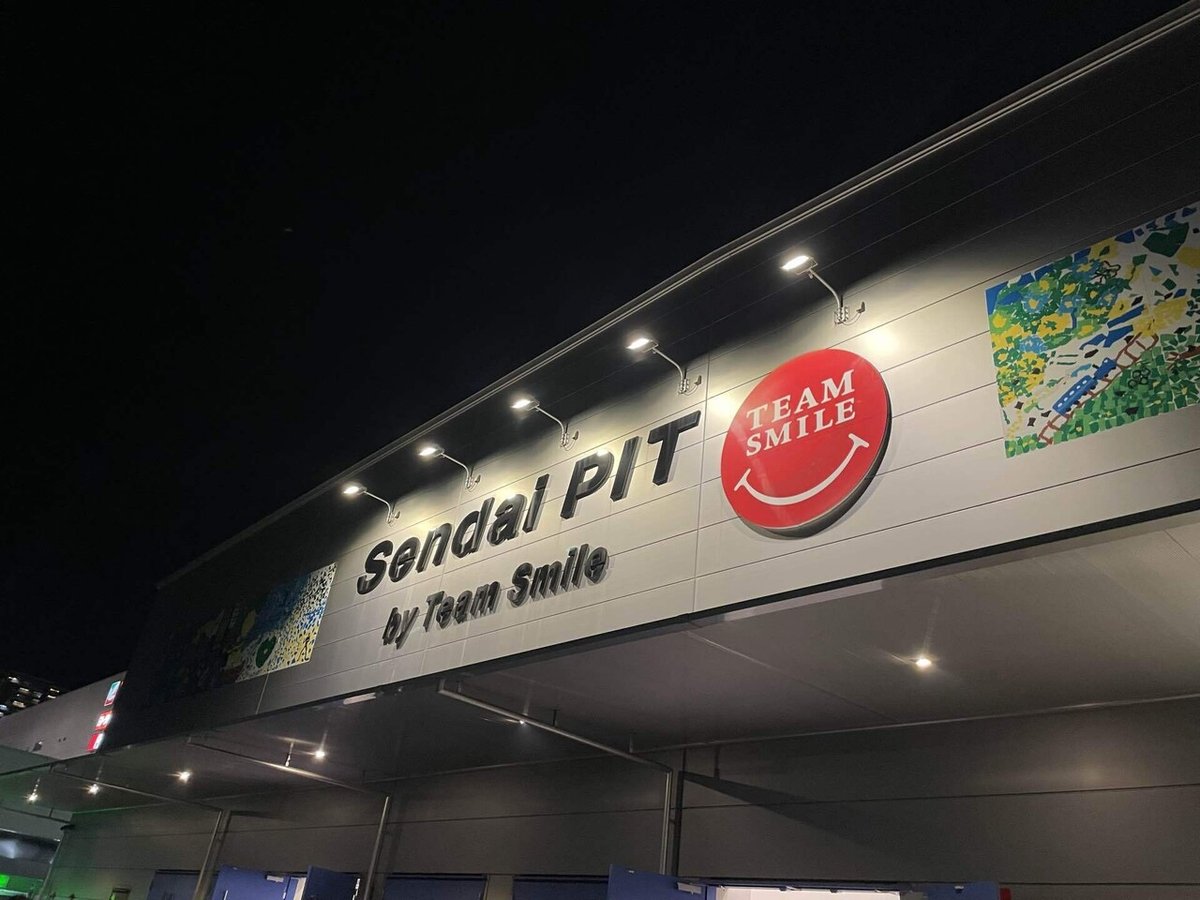 Sendai PIT
by Team Smile
TEAM
SMILE